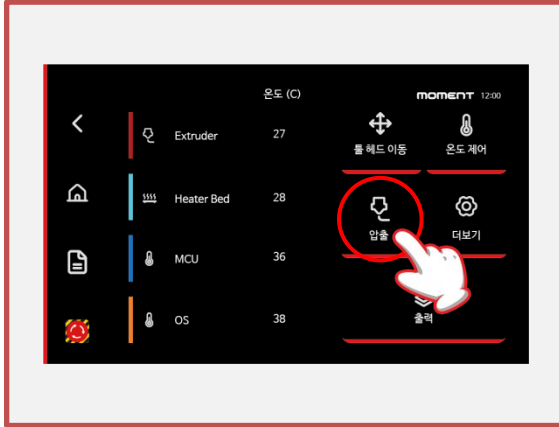 온도 (C)
moment 12:00
Extruder 27
툴 헤드 이동 온도 제어
Heater Bed 28
압출 더보기
MCU 36
OS 38
출력